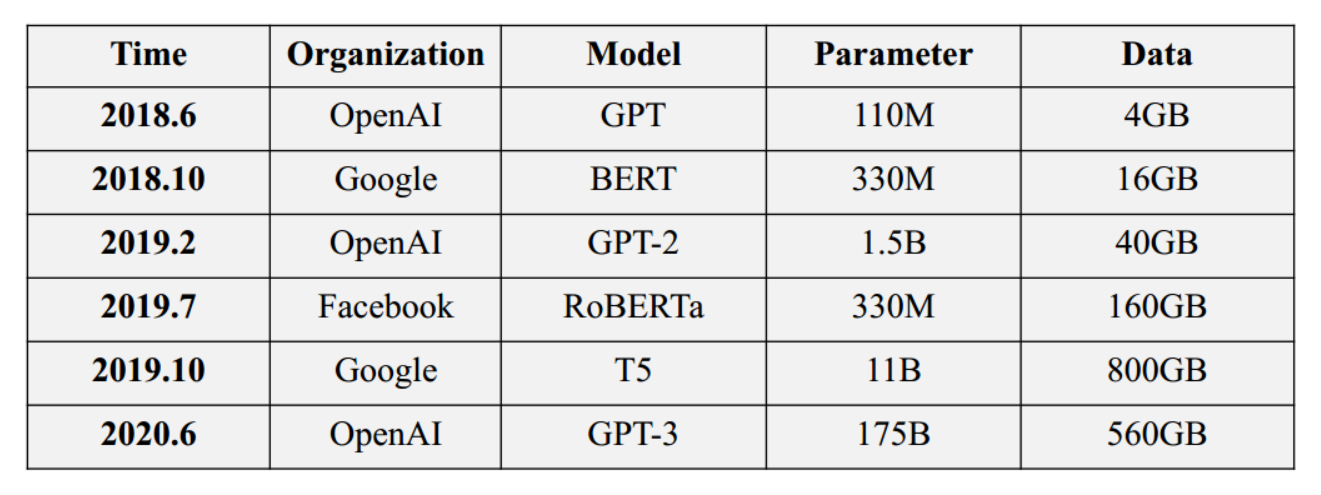 Time Organization Model Parameter Data
2018.6 OpenAI GPT 110M 4GB
2018.10 Google BERT 330M 16GB
2019.2 OpenAI GPT-2 1.5B 40GB
2019.7 Facebook RoBERTa 330M 160GB
2019.10 Google T5 11B 800GB
2020.6 OpenAI GPT-3 175B 560GB